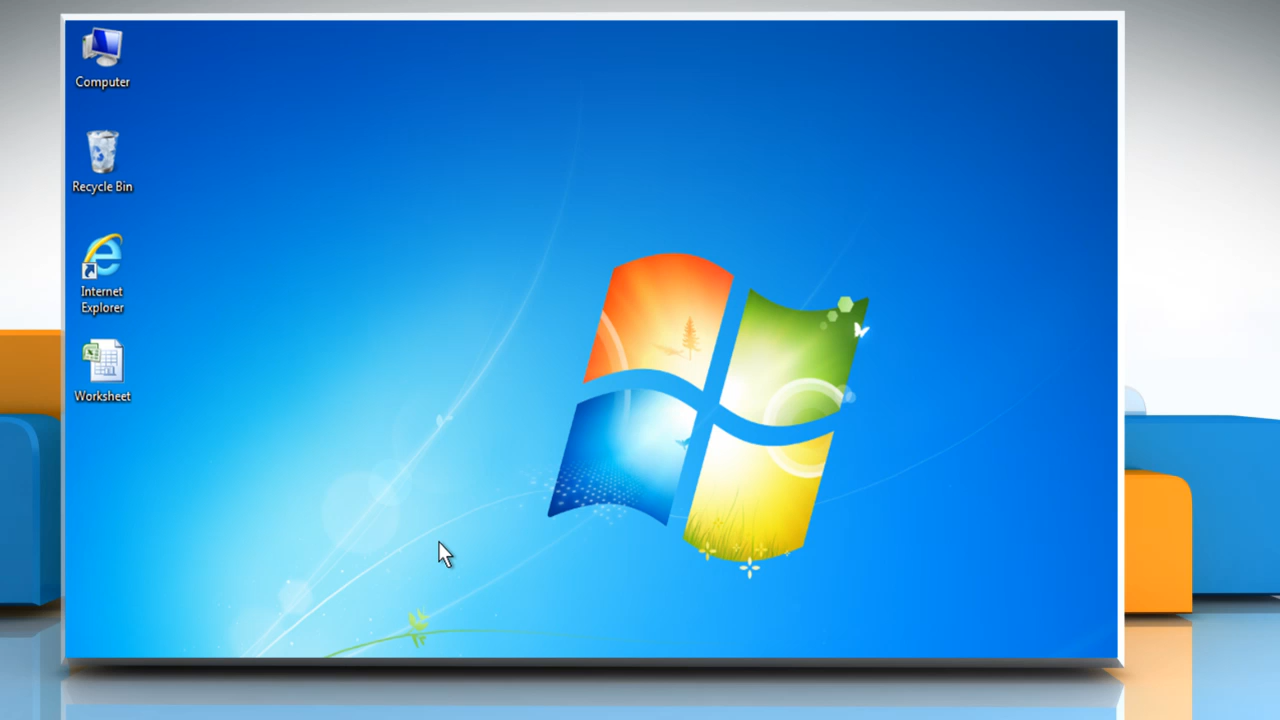 Computer
Recycle Bin
Internet
Explorer
Worksheet